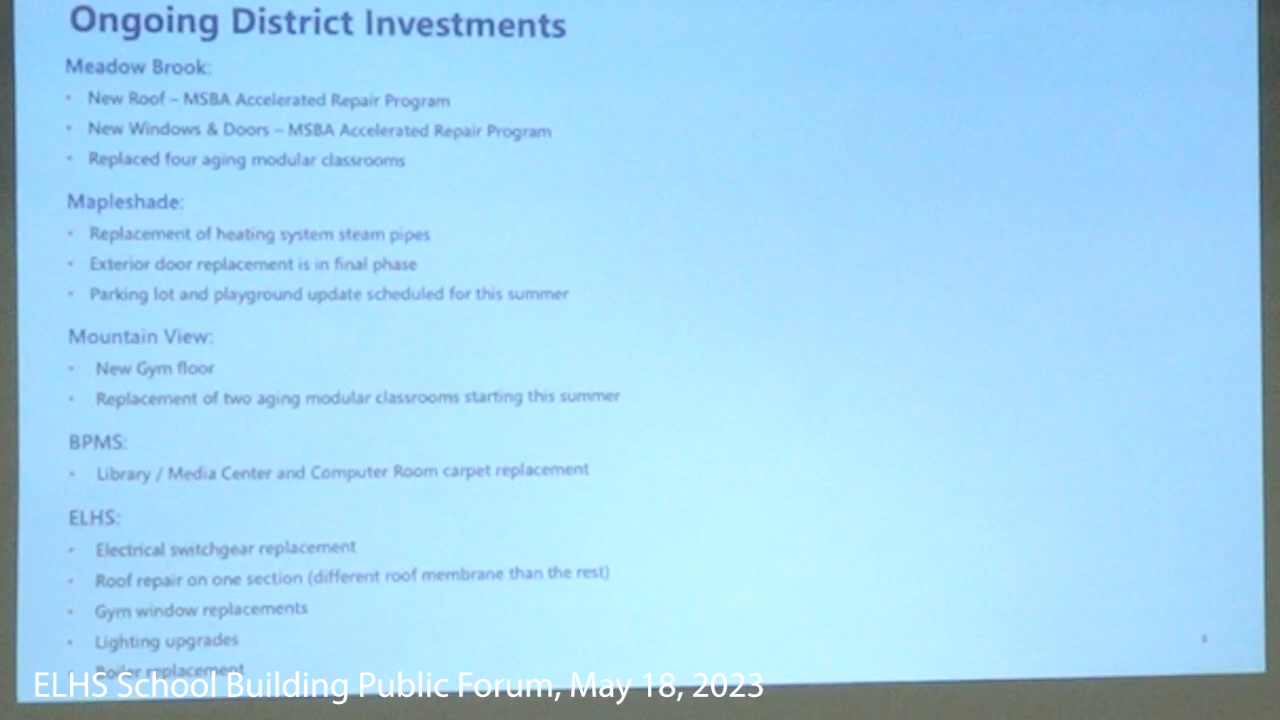 Ongoing District Investments
Meadow Brook:
• New Roof – MSBA Accelerated Repair Program
• New Windows & Doors – MSBA Accelerated Repair Program
• Replaced four aging modular classrooms
Mapleshade:
• Replacement of heating system steam pipes
• Exterior door replacement is in final phase
• Parking lot and playground update scheduled for this summer
Mountain View:
• New Gym floor
• Replacement of two aging modular classrooms starting this summer
BPMS:
• Library / Media Center and Computer Room carpet replacement
ELHS:
• Electrical switchgear replacement
• Roof repair on one section (different roof membrane than the rest)
• Gym window replacements
• Lighting upgrades
• Boiler replacement
ELHS School Building Public Forum, May 18, 2023